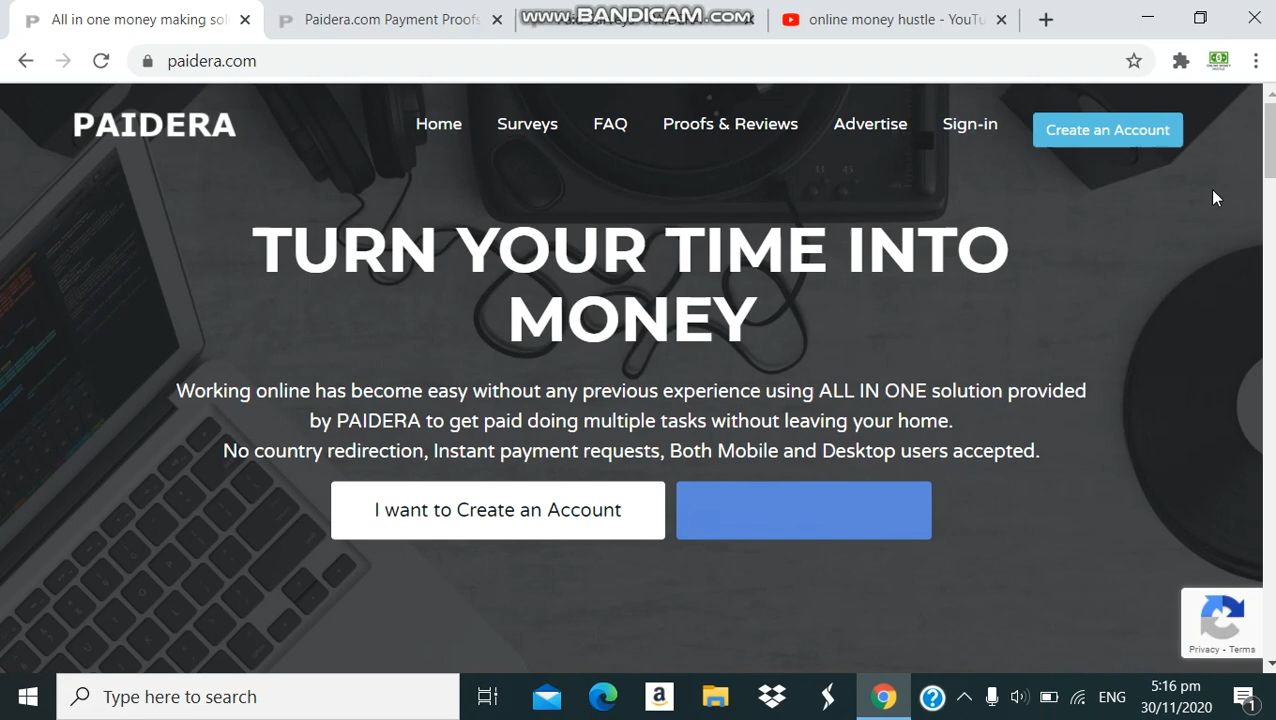 All in one money making sol
Paidera.com Payment Proofs
WWW.BANDICAM.COM
online money hustle - YouTu
paidera.com
PAIDERA
Home
Surveys
FAQ
Proofs & Reviews
Advertise
Sign-in
Create an Account
TURN YOUR TIME INTO
MONEY
Working online has become easy without any previous experience using ALL IN ONE solution provided
by PAIDERA to get paid doing multiple tasks without leaving your home.
No country redirection, Instant payment requests, Both Mobile and Desktop users accepted.
I want to Create an Account
Privacy - Terms
Type here to search
ENG
5:16 pm
30/11/2020
1